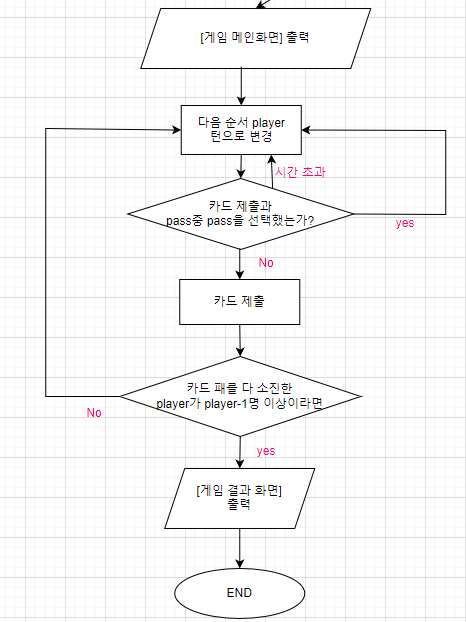 [게임 메인화면] 출력
다음 순서 player
턴으로 변경
시간 초과
카드 제출과
pass중 pass을 선택했는가?
yes
No
카드 제출
카드 패를 다 소진한
player가 player-1명 이상이라면
No
yes
[게임 결과 화면]
출력
END